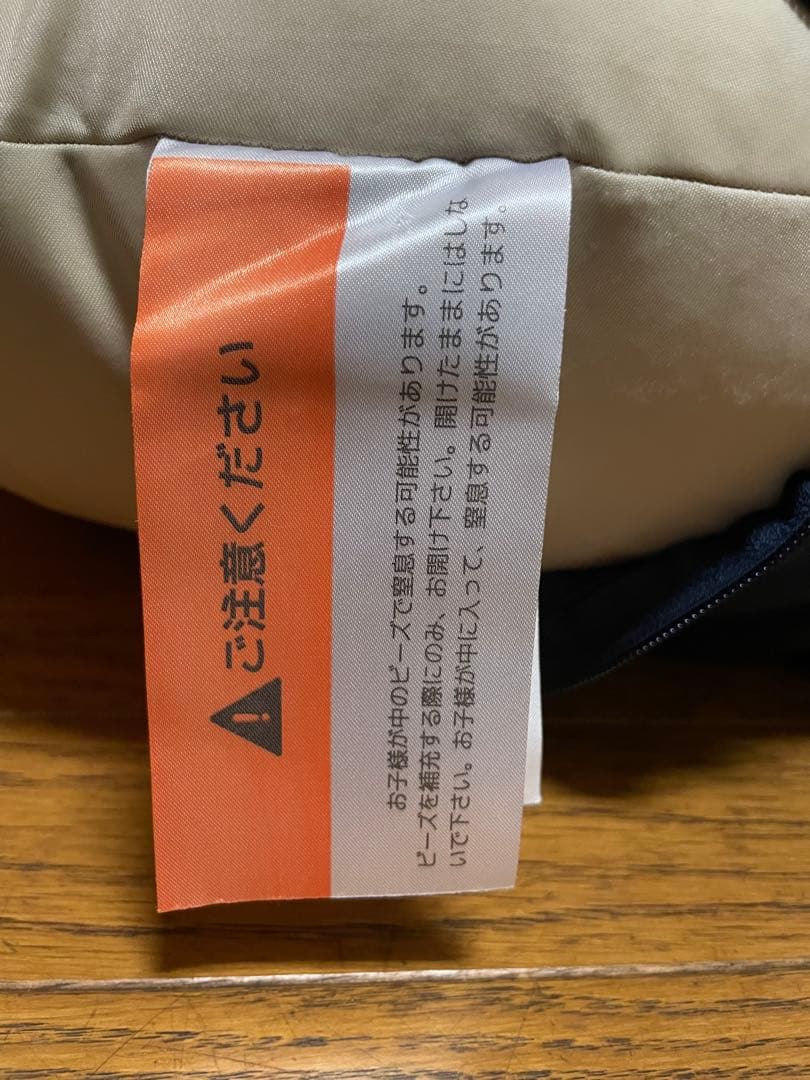 ご注意ください
お子様が中のビーズで窒息する可能性があります。
ビーズを補充する際にのみ、お開け下さい。開けたままにはしな
いで下さい。お子様が中に入って、窒息する可能性があります。